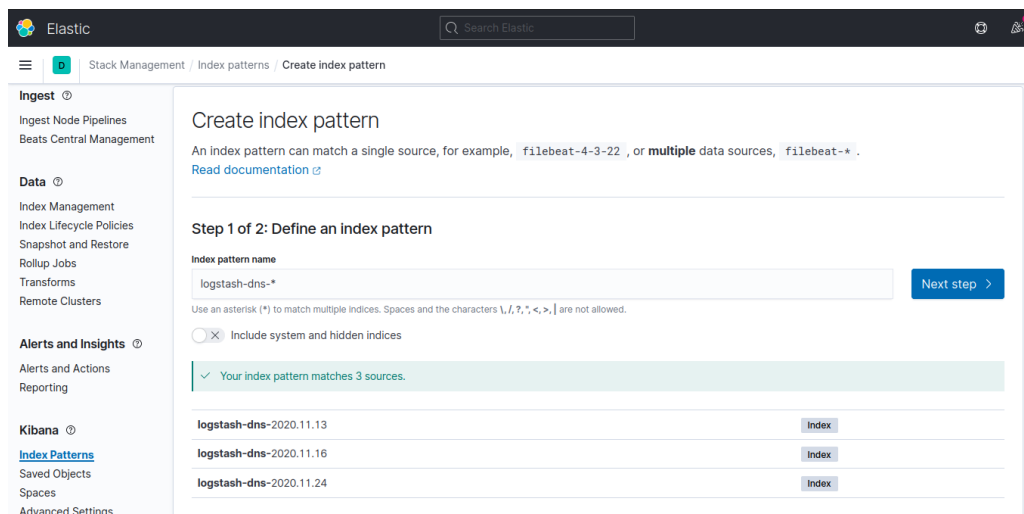 Elastic
Search Elastic
D
Stack Management / Index patterns / Create index pattern
Ingest
Ingest Node Pipelines
Beats Central Management
Data
Index Management
Index Lifecycle Policies
Snapshot and Restore
Rollup Jobs
Transforms
Remote Clusters
Alerts and Insights
Alerts and Actions
Reporting
Kibana
Index Patterns
Saved Objects
Spaces
Advanced Settings
Create index pattern
An index pattern can match a single source, for example, filebeat-4-3-22 , or multiple data sources, filebeat-* .
Read documentation
Step 1 of 2: Define an index pattern
Index pattern name
logstash-dns-*
Next step
Use an asterisk (*) to match multiple indices. Spaces and the characters \, /, ?, ", <, >, | are not allowed.
Include system and hidden indices
Your index pattern matches 3 sources.
logstash-dns-2020.11.13 Index
logstash-dns-2020.11.16 Index
logstash-dns-2020.11.24 Index